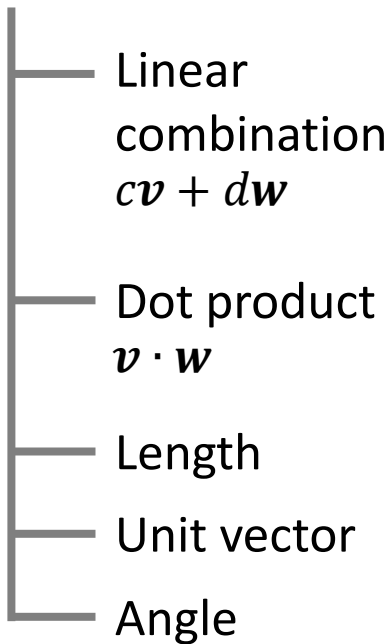 Linear
combination
c𝒗 + d𝒘
Dot product
𝒗 · 𝒘
Length
Unit vector
Angle